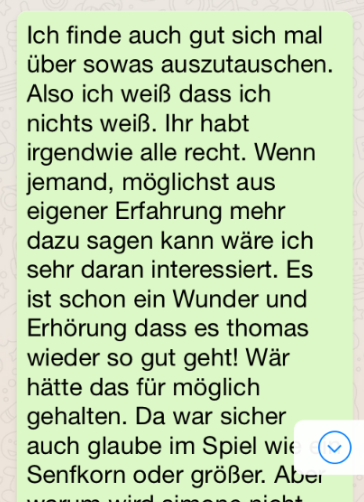 Ich finde auch gut sich mal
über sowas auszutauschen.
Also ich weiß dass ich
nichts weiß. Ihr habt
irgendwie alle recht. Wenn
jemand, möglichst aus
eigener Erfahrung mehr
dazu sagen kann wäre ich
sehr daran interessiert. Es
ist schon ein Wunder und
Erhörung dass es thomas
wieder so gut geht! Wär
hätte das für möglich
gehalten. Da war sicher
auch glaube im Spiel wie
Senfkorn oder größer. Aber
warum wird simone nicht